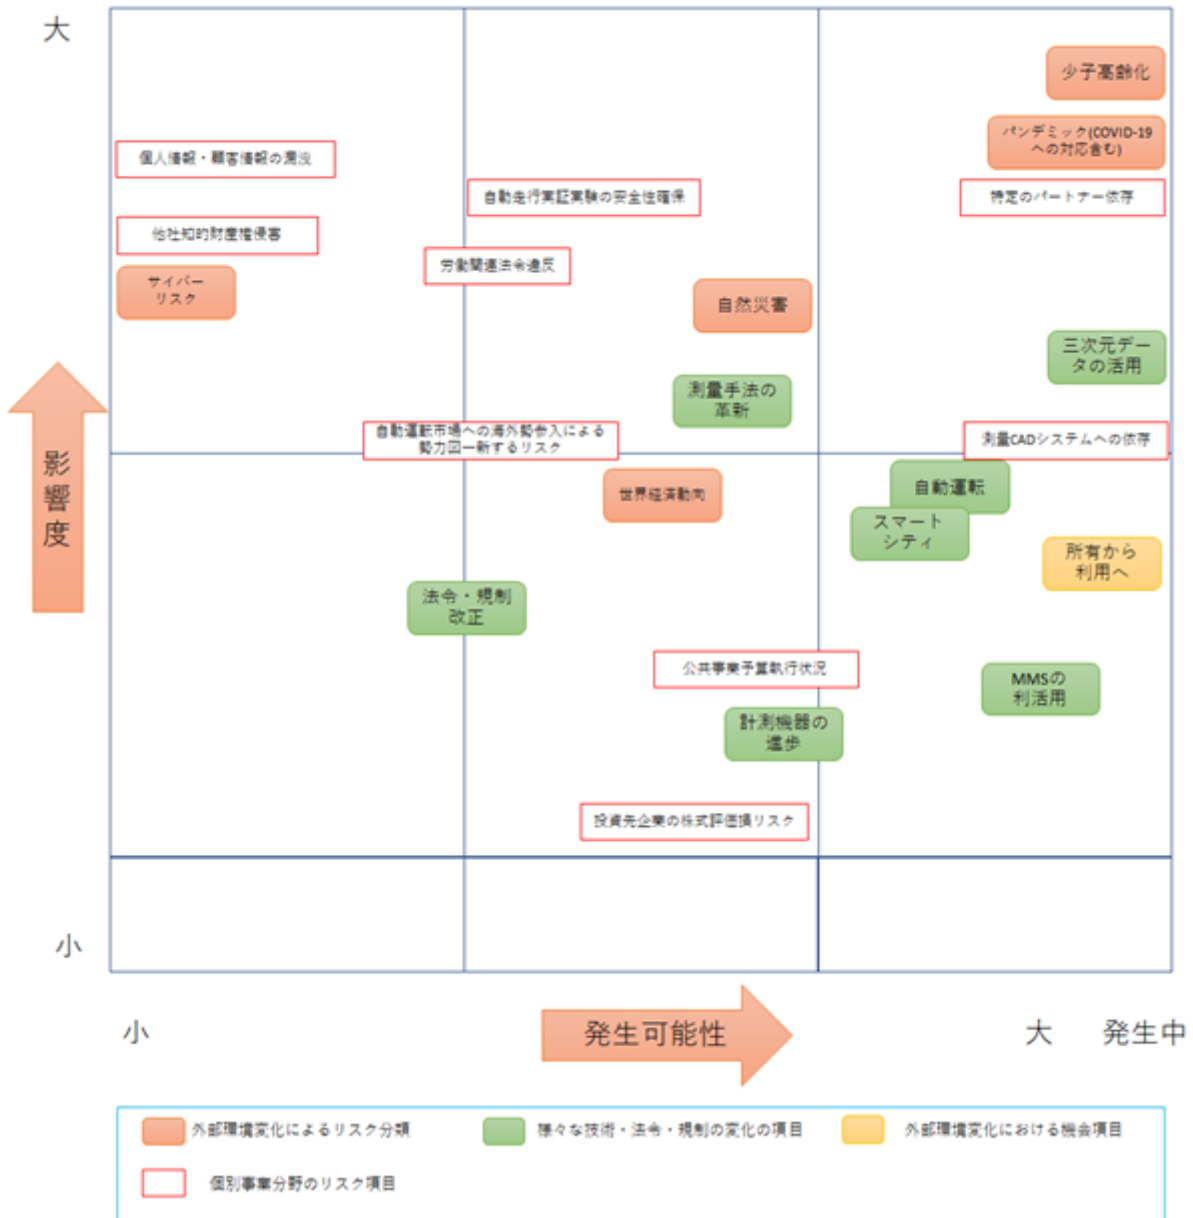 大
少子高齢化
パンデミック(COVID-19
への対応含む)
個人情報・顧客情報の漏洩
自動走行実証実験の安全性確保
特定のパートナー依存
他社知的財産権侵害
労働関連法令違反
サイバー
リスク
自然災害
三次元デー
タの活用
測量手法の
革新
自動運転市場への海外勢参入による
勢力図一新するリスク
測量CADシステムへの依存
影響度
世界経済動向
自動運転
スマート
シティ
所有から
利用へ
法令・規制
改正
公共事業予算執行状況
MMSの
利活用
計測機器の
進歩
投資先企業の株式評価損リスク
小
小
発生可能性
大
発生中
外部環境変化によるリスク分類
様々な技術・法令・規制の変化の項目
外部環境変化における機会項目
個別事業分野のリスク項目